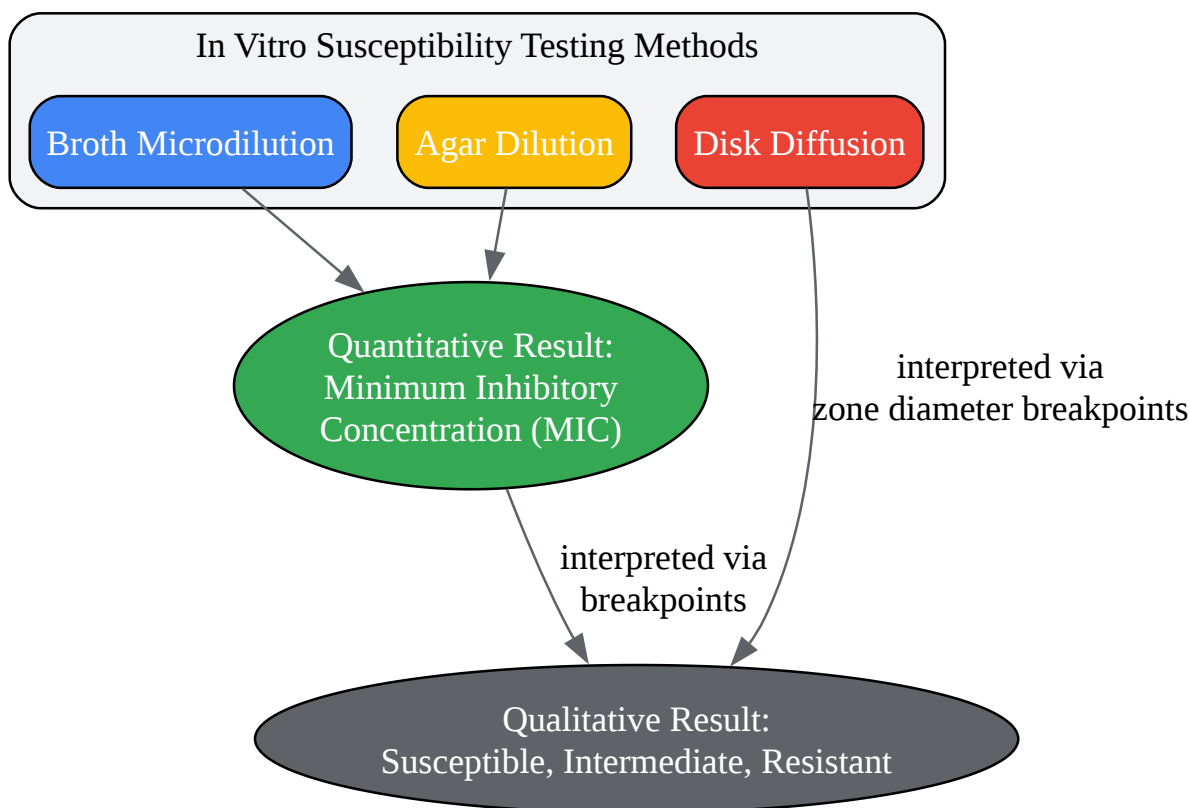 In Vitro Susceptibility Testing Methods
Broth Microdilution
Agar Dilution
Disk Diffusion
Quantitative Result:
Minimum Inhibitory
Concentration (MIC)
interpreted via
zone diameter breakpoints
interpreted via
breakpoints
Qualitative Result:
Susceptible, Intermediate, Resistant